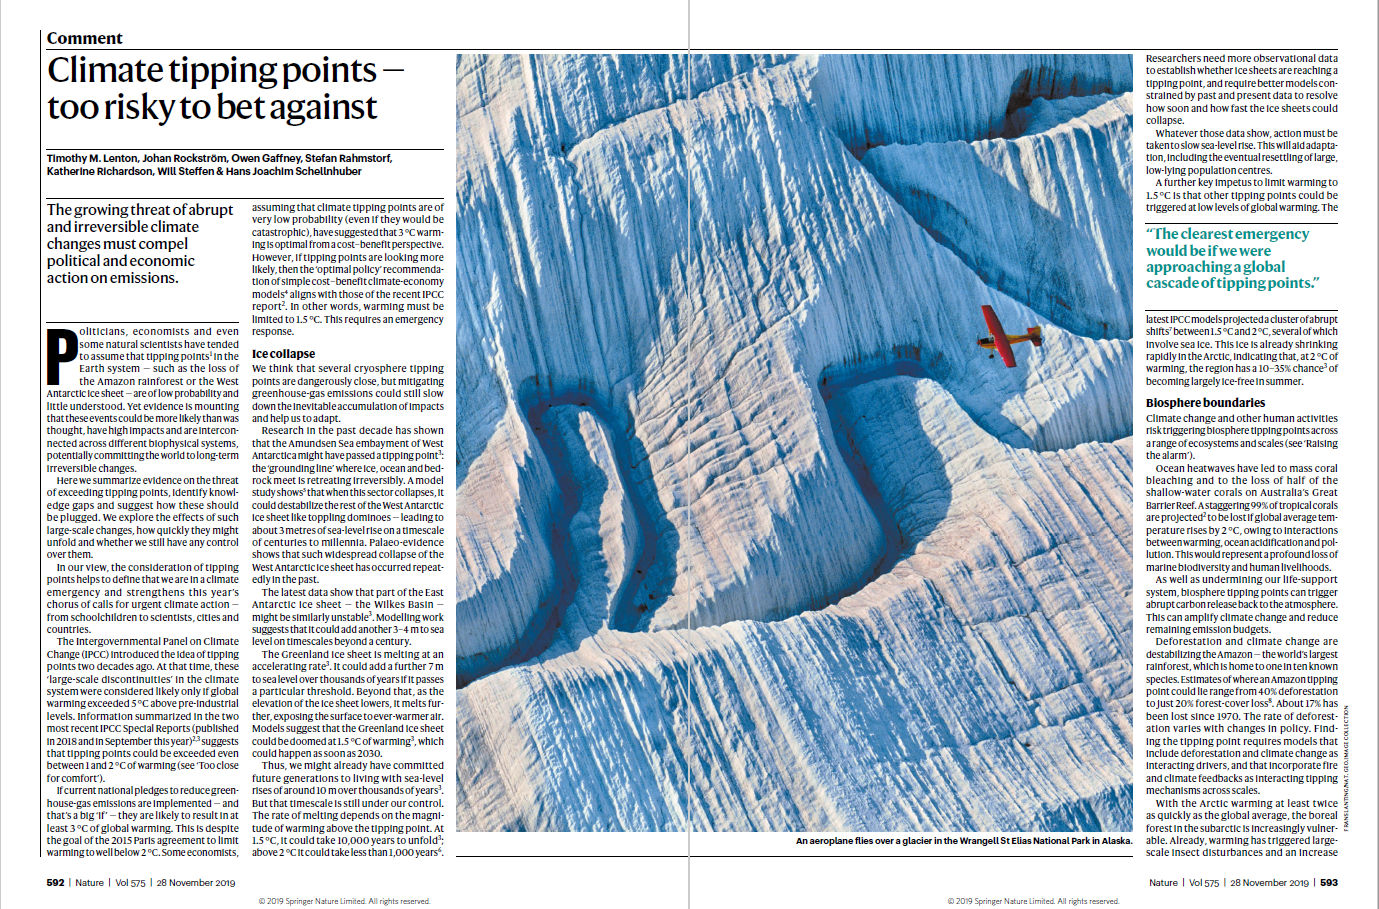 Comment
Climate tipping points —
too risky to bet against
Timothy M. Lenton, Johan Rockström, Owen Gaffney, Stefan Rahmstorf,
Katherine Richardson, Will Steffen & Hans Joachim Schellnhuber
The growing threat of abrupt
and irreversible climate
changes must compel
political and economic
action on emissions.
Politicians, economists and even
some natural scientists have tended
to assume that tipping points¹ in the
Earth system — such as the loss of
the Amazon rainforest or the West
Antarctic ice sheet — are of low probability and
little understood. Yet evidence is mounting
that these events could be more likely than was
thought, have high impacts and are intercon-
nected across different biophysical systems,
potentially committing the world to long-term
irreversible changes.
Here we summarize evidence on the threat
of exceeding tipping points, identify knowl-
edge gaps and suggest how these should
be plugged. We explore the effects of such
large-scale changes, how quickly they might
unfold and whether we still have any control
over them.
In our view, the consideration of tipping
points helps to define that we are in a climate
emergency and strengthens this year’s
chorus of calls for urgent climate action —
from schoolchildren to scientists, cities and
countries.
The Intergovernmental Panel on Climate
Change (IPCC) introduced the idea of tipping
points two decades ago. At that time, these
‘large-scale discontinuities’ in the climate
system were considered likely only if global
warming exceeded 5 °C above pre-industrial
levels. Information summarized in the two
most recent IPCC Special Reports (published
in 2018 and in September this year)²,³ suggests
that tipping points could be exceeded even
between 1 and 2 °C of warming (see ‘Too close
for comfort’).
If current national pledges to reduce green-
house-gas emissions are implemented — and
that’s a big ‘if’ — they are likely to result in at
least 3 °C of global warming. This is despite
the goal of the 2015 Paris agreement to limit
warming to well below 2 °C. Some economists,
assuming that climate tipping points are of
very low probability (even if they would be
catastrophic), have suggested that 3 °C warm-
ing is optimal from a cost–benefit perspective.
However, if tipping points are looking more
likely, then the ‘optimal policy’ recommenda-
tion of simple cost–benefit climate-economy
models⁴ aligns with those of the recent IPCC
report². In other words, warming must be
limited to 1.5 °C. This requires an emergency
response.
Ice collapse
We think that several cryosphere tipping
points are dangerously close, but mitigating
greenhouse-gas emissions could still slow
down the inevitable accumulation of impacts
and help us to adapt.
Research in the past decade has shown
that the Amundsen Sea embayment of West
Antarctica might have passed a tipping point³:
the ‘grounding line’ where ice, ocean and bed-
rock meet is retreating irreversibly. A model
study shows⁵ that when this sector collapses, it
could destabilize the rest of the West Antarctic
ice sheet like toppling dominoes — leading to
about 3 metres of sea-level rise on a timescale
of centuries to millennia. Palaeo-evidence
shows that such widespread collapse of the
West Antarctic ice sheet has occurred repeat-
edly in the past.
The latest data show that part of the East
Antarctic ice sheet — the Wilkes Basin —
might be similarly unstable³. Modelling work
suggests that it could add another 3–4 m to sea
level on timescales beyond a century.
The Greenland ice sheet is melting at an
accelerating rate³. It could add a further 7 m
to sea level over thousands of years if it passes
a particular threshold. Beyond that, as the
elevation of the ice sheet lowers, it melts fur-
ther, exposing the surface to ever-warmer air.
Models suggest that the Greenland ice sheet
could be doomed at 1.5 °C of warming³, which
could happen as soon as 2030.
Thus, we might already have committed
future generations to living with sea-level
rises of around 10 m over thousands of years³.
But that timescale is still under our control.
The rate of melting depends on the magni-
tude of warming above the tipping point. At
1.5 °C, it could take 10,000 years to unfold³;
above 2 °C it could take less than 1,000 years⁶.
An aeroplane flies over a glacier in the Wrangell St Elias National Park in Alaska.
Researchers need more observational data
to establish whether ice sheets are reaching a
tipping point, and require better models con-
strained by past and present data to resolve
how soon and how fast the ice sheets could
collapse.
Whatever those data show, action must be
taken to slow sea-level rise. This will aid adapta-
tion, including the eventual resettling of large,
low-lying population centres.
A further key impetus to limit warming to
1.5 °C is that other tipping points could be
triggered at low levels of global warming. The
“The clearest emergency
would be if we were
approaching a global
cascade of tipping points.”
latest IPCC models projected a cluster of abrupt
shifts⁷ between 1.5 °C and 2 °C, several of which
involve sea ice. This ice is already shrinking
rapidly in the Arctic, indicating that, at 2 °C of
warming, the region has a 10–35% chance³ of
becoming largely ice-free in summer.
Biosphere boundaries
Climate change and other human activities
risk triggering biosphere tipping points across
a range of ecosystems and scales (see ‘Raising
the alarm’).
Ocean heatwaves have led to mass coral
bleaching and to the loss of half of the
shallow-water corals on Australia’s Great
Barrier Reef. A staggering 99% of tropical corals
are projected² to be lost if global average tem-
perature rises by 2 °C, owing to interactions
between warming, ocean acidification and pol-
lution. This would represent a profound loss of
marine biodiversity and human livelihoods.
As well as undermining our life-support
system, biosphere tipping points can trigger
abrupt carbon release back to the atmosphere.
This can amplify climate change and reduce
remaining emission budgets.
Deforestation and climate change are
destabilizing the Amazon — the world’s largest
rainforest, which is home to one in ten known
species. Estimates of where an Amazon tipping
point could lie range from 40% deforestation
to just 20% forest-cover loss⁸. About 17% has
been lost since 1970. The rate of deforest-
ation varies with changes in policy. Find-
ing the tipping point requires models that
include deforestation and climate change as
interacting drivers, and that incorporate fire
and climate feedbacks as interacting tipping
mechanisms across scales.
With the Arctic warming at least twice
as quickly as the global average, the boreal
forest in the subarctic is increasingly vulner-
able. Already, warming has triggered large-
scale insect disturbances and an increase
FRANS LANTING/NAT. GEO IMAGE COLLECTION
592 | Nature | Vol 575 | 28 November 2019
Nature | Vol 575 | 28 November 2019 | 593
© 2019 Springer Nature Limited. All rights reserved.
© 2019 Springer Nature Limited. All rights reserved.